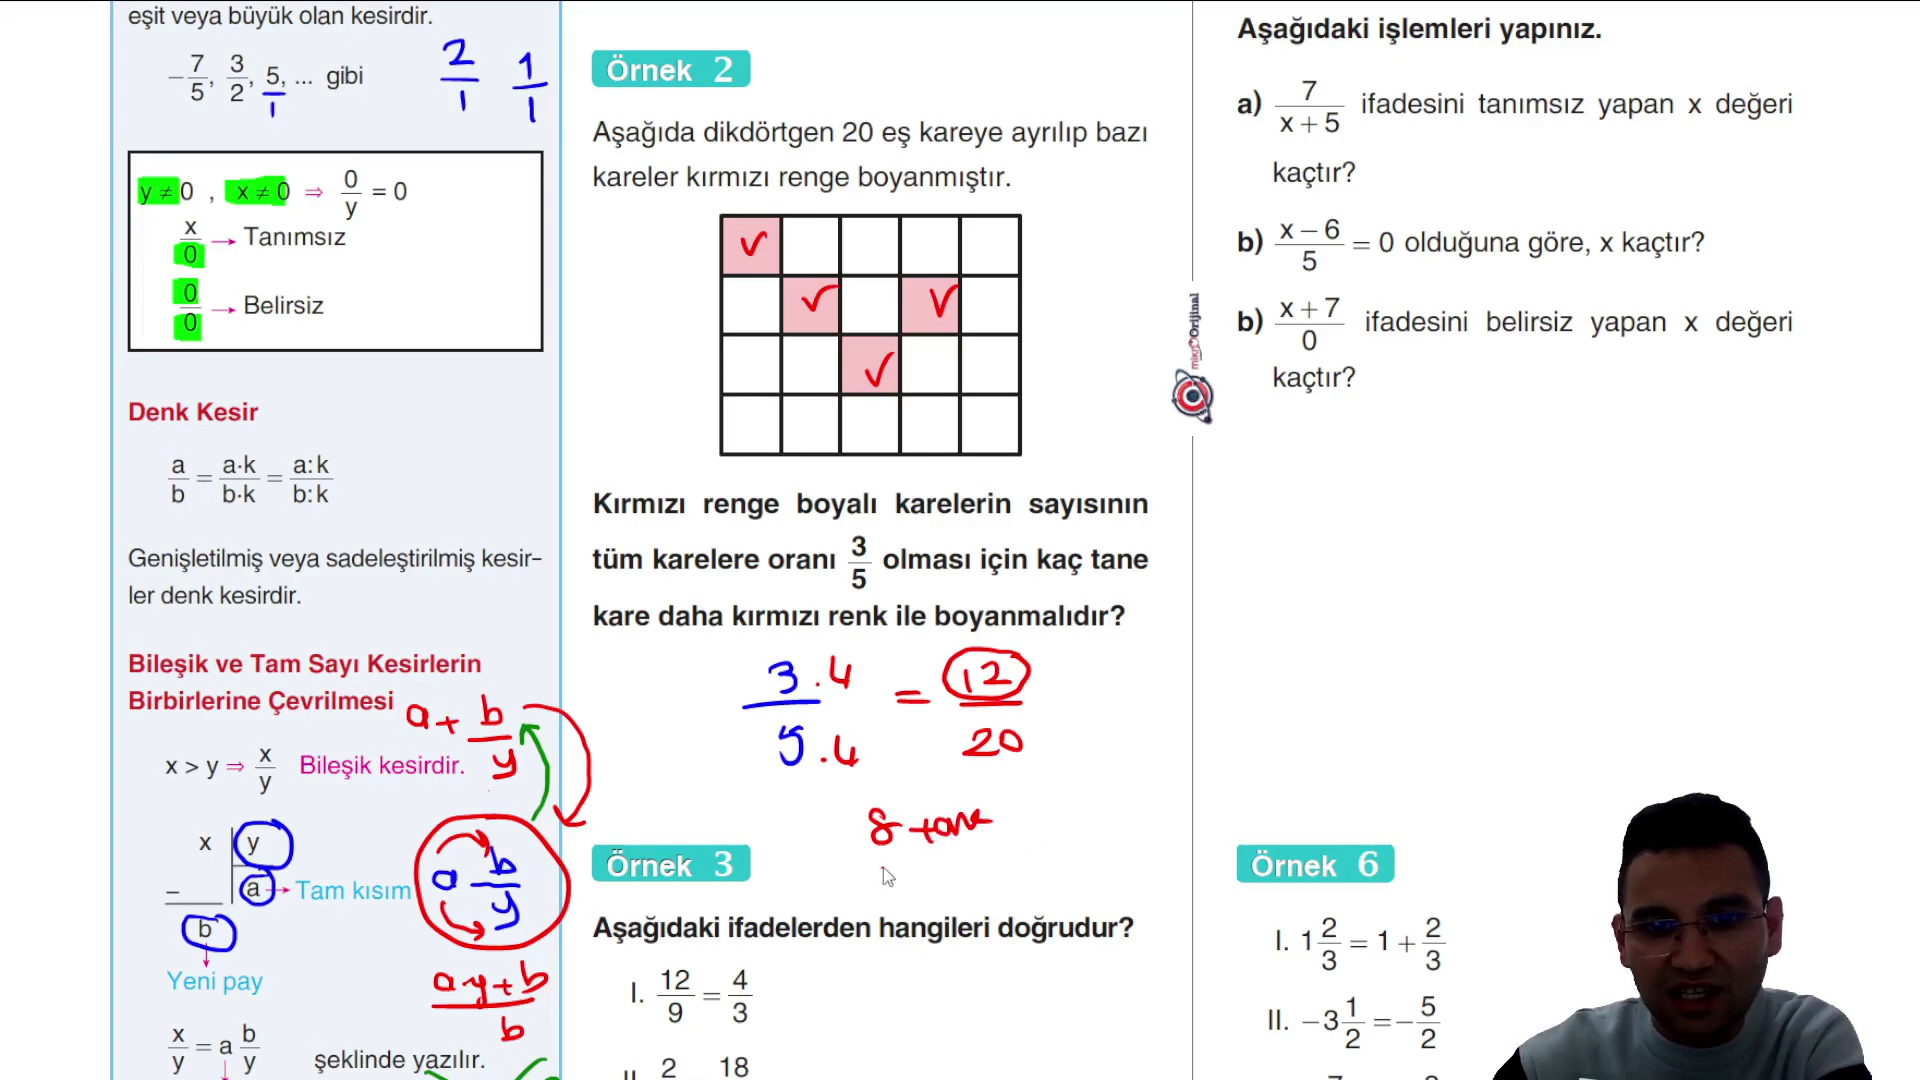 eşit veya büyük olan kesirdir.
-7/5, 3/2, 5, ... gibi
1
2/1 1/1
y ≠ 0 , x ≠ 0 ⇒ 0/y = 0
x/0 → Tanımsız
0/0 → Belirsiz
Denk Kesir
a/b = a·k/b·k = a:k/b:k
Genişletilmiş veya sadeleştirilmiş kesir-
ler denk kesirdir.
Bileşik ve Tam Sayı Kesirlerin
Birbirlerine Çevrilmesi
a + b/y
x > y ⇒ x/y Bileşik kesirdir.
x y
- a → Tam kısım
b
Yeni pay
a b/y
a.y+b/b
x/y = a b/y şeklinde yazılır.
Örnek 2
Aşağıda dikdörtgen 20 eş kareye ayrılıp bazı
kareler kırmızı renge boyanmıştır.
Kırmızı renge boyalı karelerin sayısının
tüm karelere oranı 3/5 olması için kaç tane
kare daha kırmızı renk ile boyanmalıdır?
3.4/5.4 = 12/20
8 tane
Örnek 3
Aşağıdaki ifadelerden hangileri doğrudur?
I. 12/9 = 4/3
II. 2 18
mikroOrijinal
Aşağıdaki işlemleri yapınız.
a) 7/x + 5 ifadesini tanımsız yapan x değeri
kaçtır?
b) x – 6/5 = 0 olduğuna göre, x kaçtır?
b) x + 7/0 ifadesini belirsiz yapan x değeri
kaçtır?
Örnek 6
I. 1 2/3 = 1 + 2/3
II. -3 1/2 = -5/2